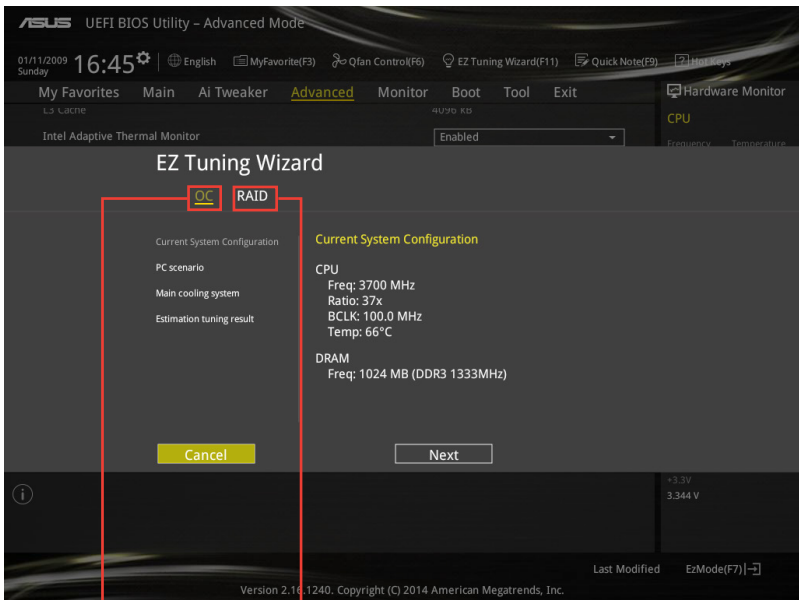 ASUS UEFI BIOS Utility – Advanced Mode
01/11/2009 Sunday 16:45 English MyFavorite(F3) Qfan Control(F6) EZ Tuning Wizard(F11) Quick Note(F9) ? Hot Keys
My Favorites Main Ai Tweaker Advanced Monitor Boot Tool Exit
Hardware Monitor
L3 Cache 4096 KB
CPU
Intel Adaptive Thermal Monitor Enabled
Frequency Temperature
EZ Tuning Wizard
OC RAID
Current System Configuration
PC scenario
Main cooling system
Estimation tuning result
Current System Configuration
CPU
Freq: 3700 MHz
Ratio: 37x
BCLK: 100.0 MHz
Temp: 66°C
DRAM
Freq: 1024 MB (DDR3 1333MHz)
Cancel Next
+3.3V
3.344 V
Last Modified EzMode(F7)
Version 2.16.1240. Copyright (C) 2014 American Megatrends, Inc.